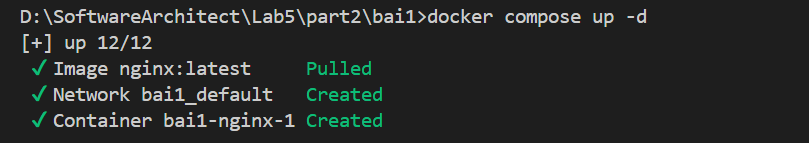 D:\SoftwareArchitect\Lab5\part2\bai1>docker compose up -d
[+] up 12/12
✓ Image nginx:latest Pulled
✓ Network bai1_default Created
✓ Container bai1-nginx-1 Created